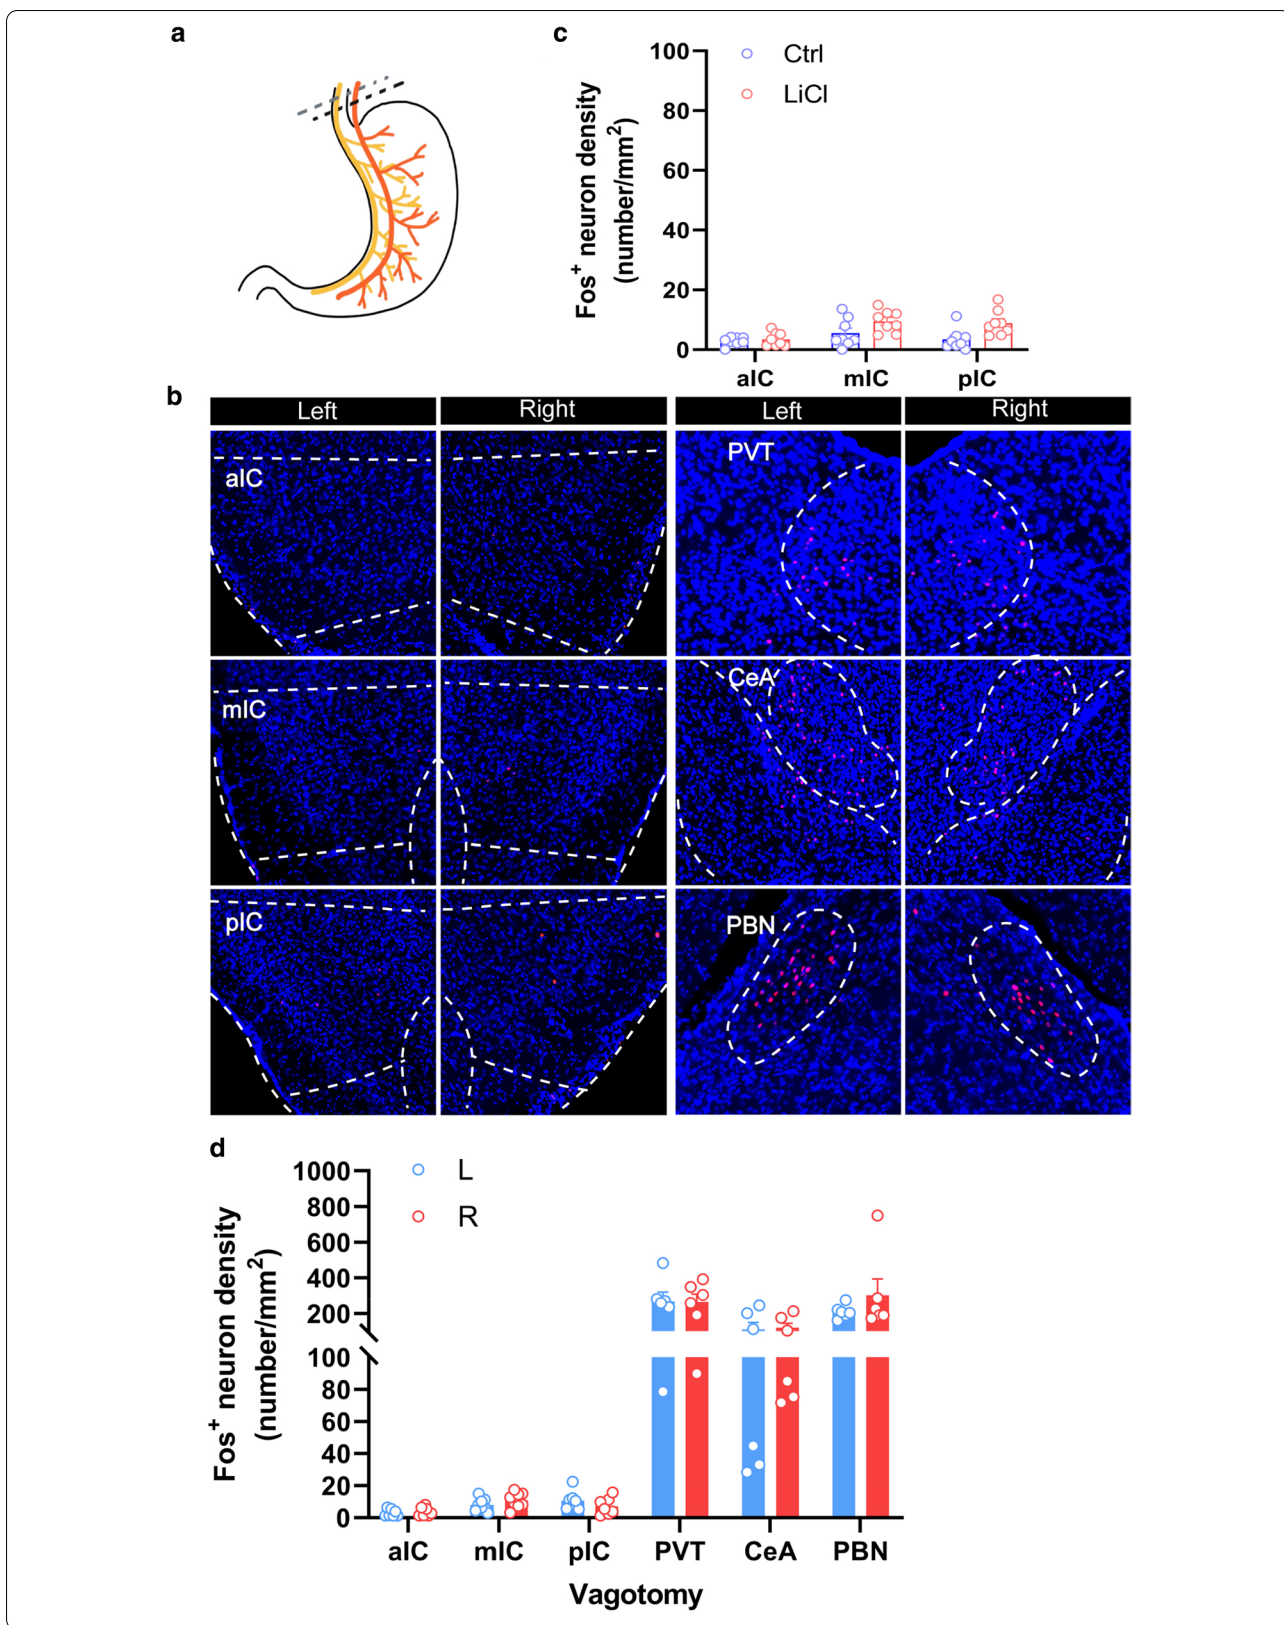 a
c
100
80
60
40
20
0
Fos+ neuron density
(number/mm2)
Ctrl
LiCl
aIC
mIC
pIC
b
Left
Right
Left
Right
aIC
PVT
mIC
CeA
pIC
PBN
d
1000
800
600
400
200
100
80
60
40
20
0
Fos+ neuron density
(number/mm2)
L
R
aIC
mIC
pIC
PVT
CeA
PBN
Vagotomy